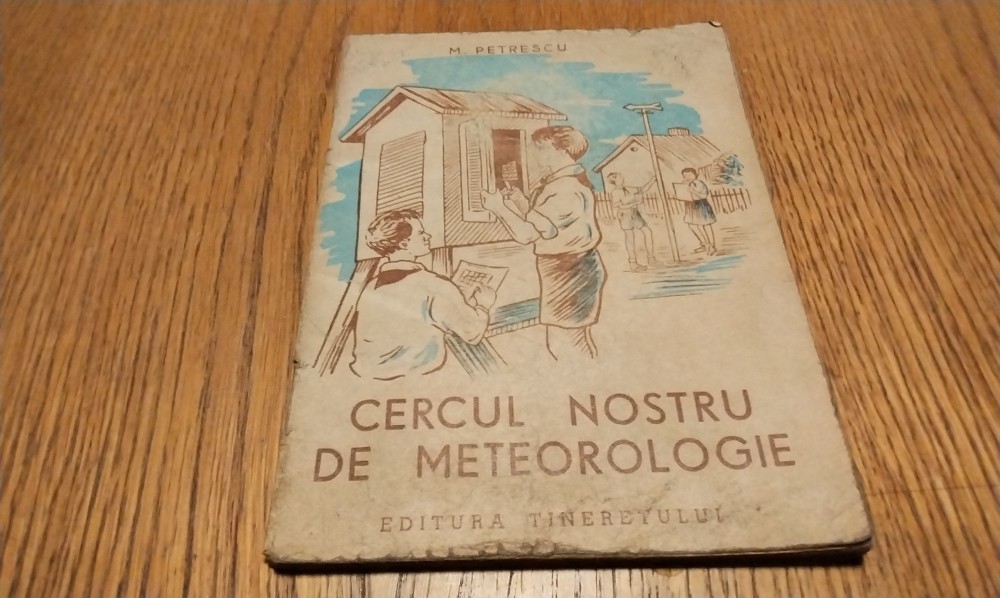 M. PETRESCU
CERCUL NOSTRU
DE METEOROLOGIE
EDITURA TINERETULUI